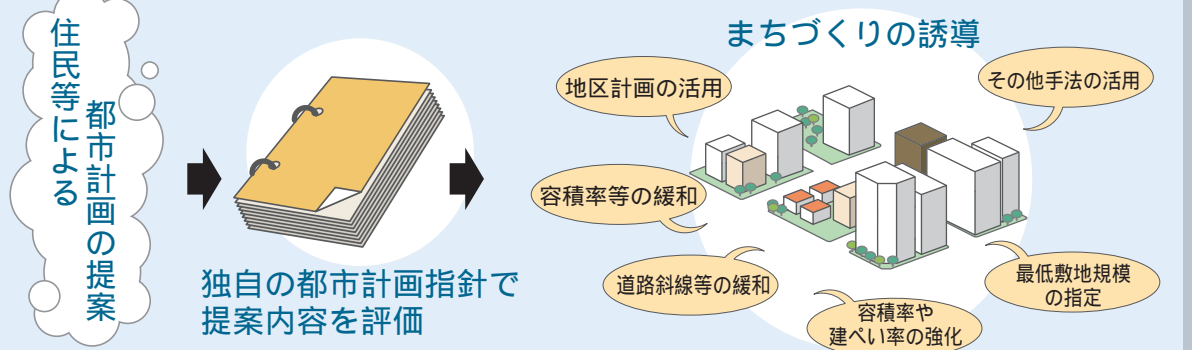 住民等による
都市計画の提案
独自の都市計画指針で
提案内容を評価
まちづくりの誘導
地区計画の活用
その他手法の活用
容積率等の緩和
道路斜線等の緩和
容積率や
建ぺい率の強化
最低敷地規模
の指定